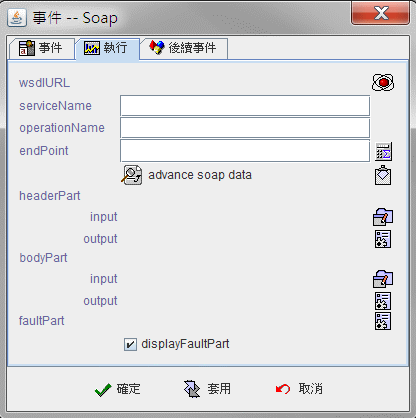 事件 -- Soap
事件 執行 後續事件
wsdlURL
serviceName
operationName
endPoint
advance soap data
headerPart
input
output
bodyPart
input
output
faultPart
displayFaultPart
確定 套用 取消